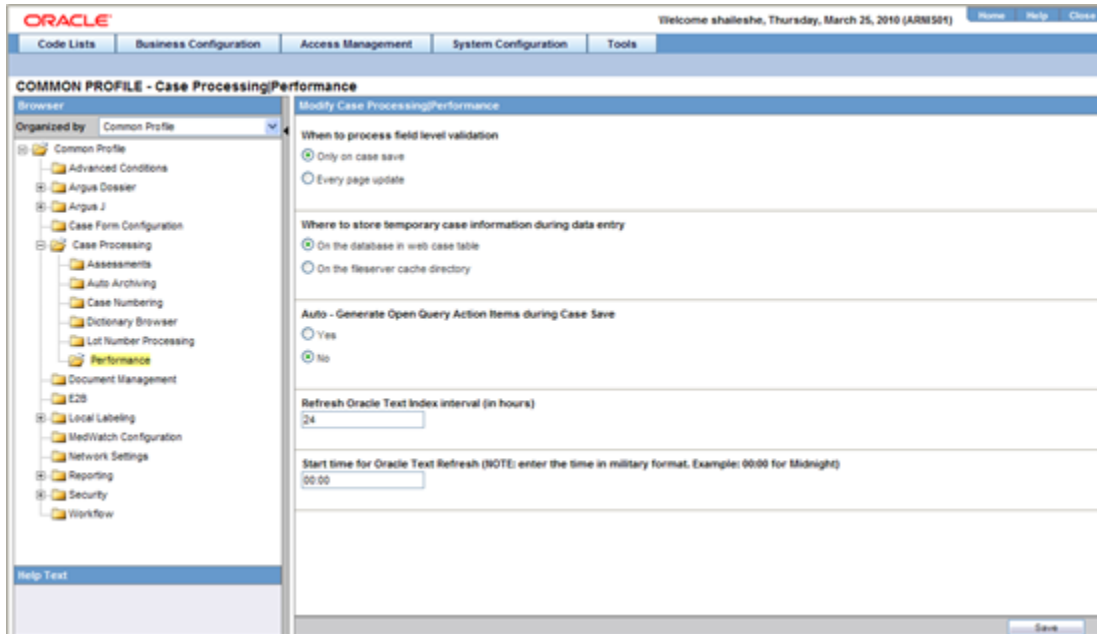 ORACLE
Welcome shaileshe, Thursday, March 25, 2010 (ARMIS01)
Home Help Close
Code Lists Business Configuration Access Management System Configuration Tools
COMMON PROFILE - Case Processing|Performance
Browser
Organized by Common Profile
Common Profile
Advanced Conditions
Argus Dossier
Argus J
Case Form Configuration
Case Processing
Assessments
Auto Archiving
Case Numbering
Dictionary Browser
Lot Number Processing
Performance
Document Management
E2B
Local Labeling
MedWatch Configuration
Network Settings
Reporting
Security
Workflow
Help Text
Modify Case Processing|Performance
When to process field level validation
Only on case save
Every page update
Where to store temporary case information during data entry
On the database in web case table
On the fileserver cache directory
Auto - Generate Open Query Action Items during Case Save
Yes
No
Refresh Oracle Text Index interval (in hours)
24
Start time for Oracle Text Refresh (NOTE: enter the time in military format. Example: 00:00 for Midnight)
00:00
Save